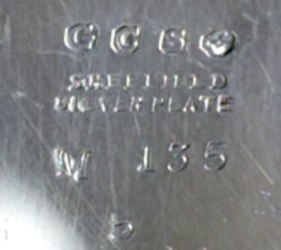 G C S
SHEFFIELD
SILVER PLATE
M 135